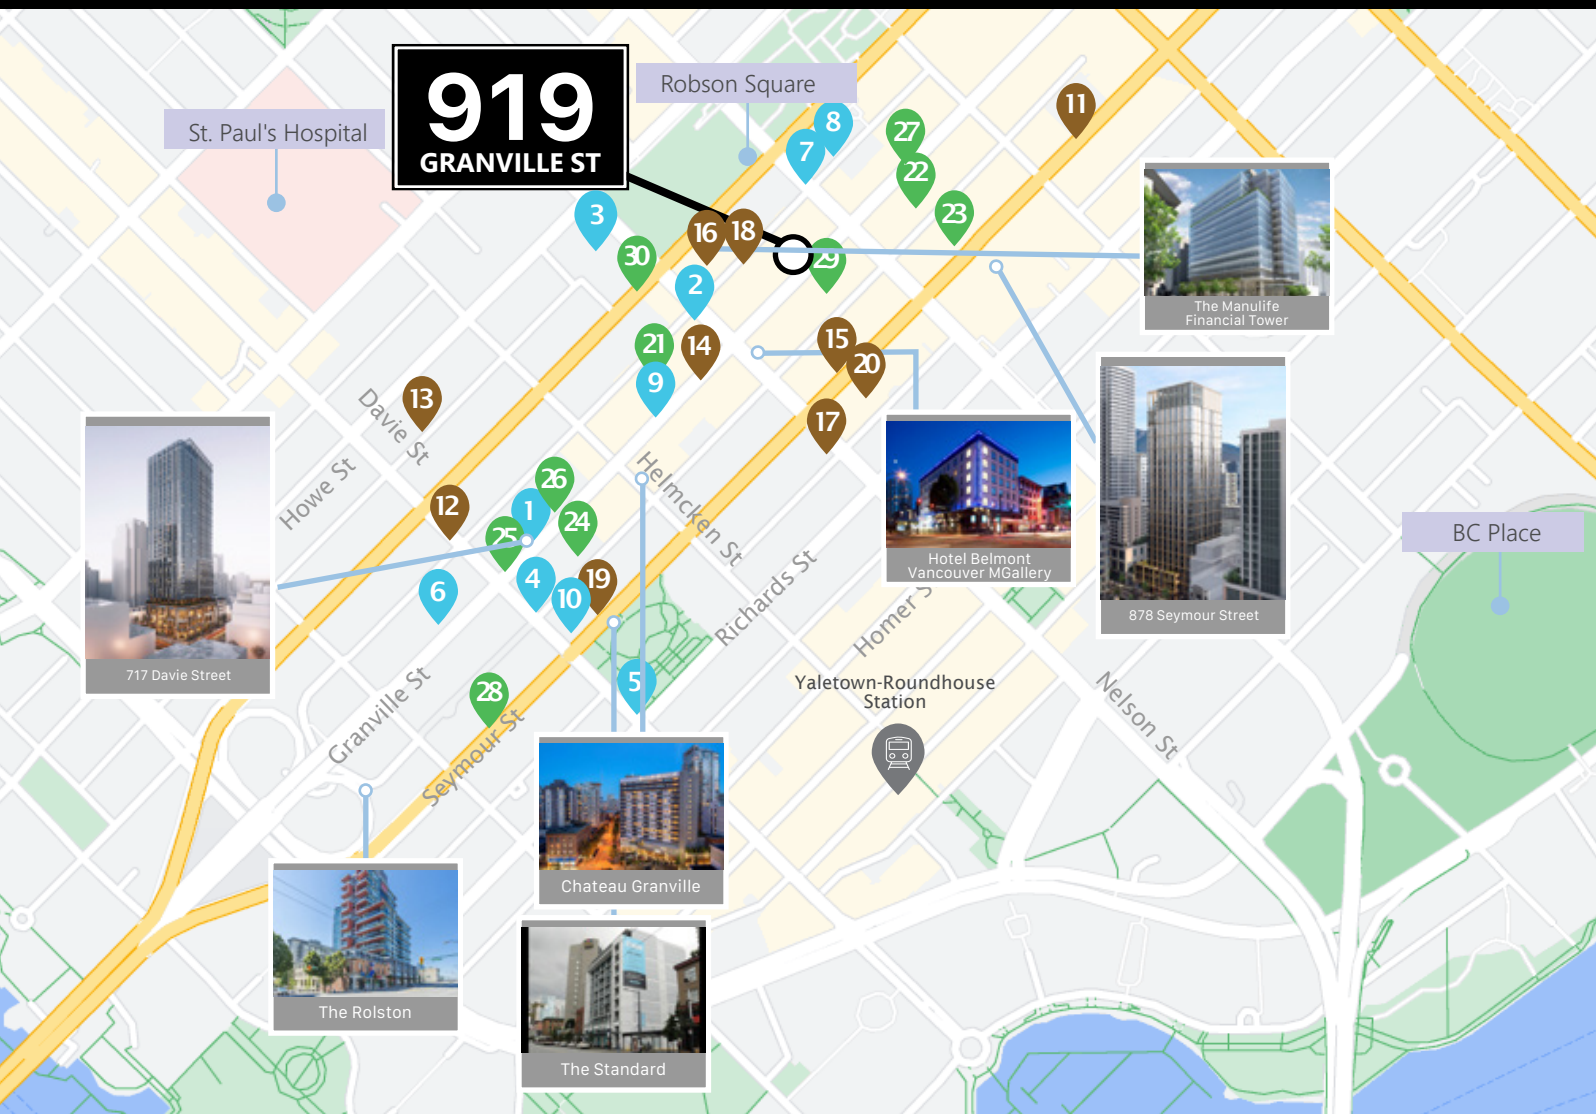 919
GRANVILLE ST
Robson Square
St. Paul's Hospital
8
7
11
27
22
23
3
16
18
29
30
2
The Manulife
Financial Tower
21
14
15
20
9
13
17
Davie St
Howe St
Helmcken St
26
12
1
24
25
Hotel Belmont
Vancouver MGallery
BC Place
878 Seymour Street
6
4
10
19
Richards St
Homer S
717 Davie Street
28
5
Yaletown-Roundhouse
Station
Nelson St
Granville St
Seymour St
Chateau Granville
The Rolston
The Standard